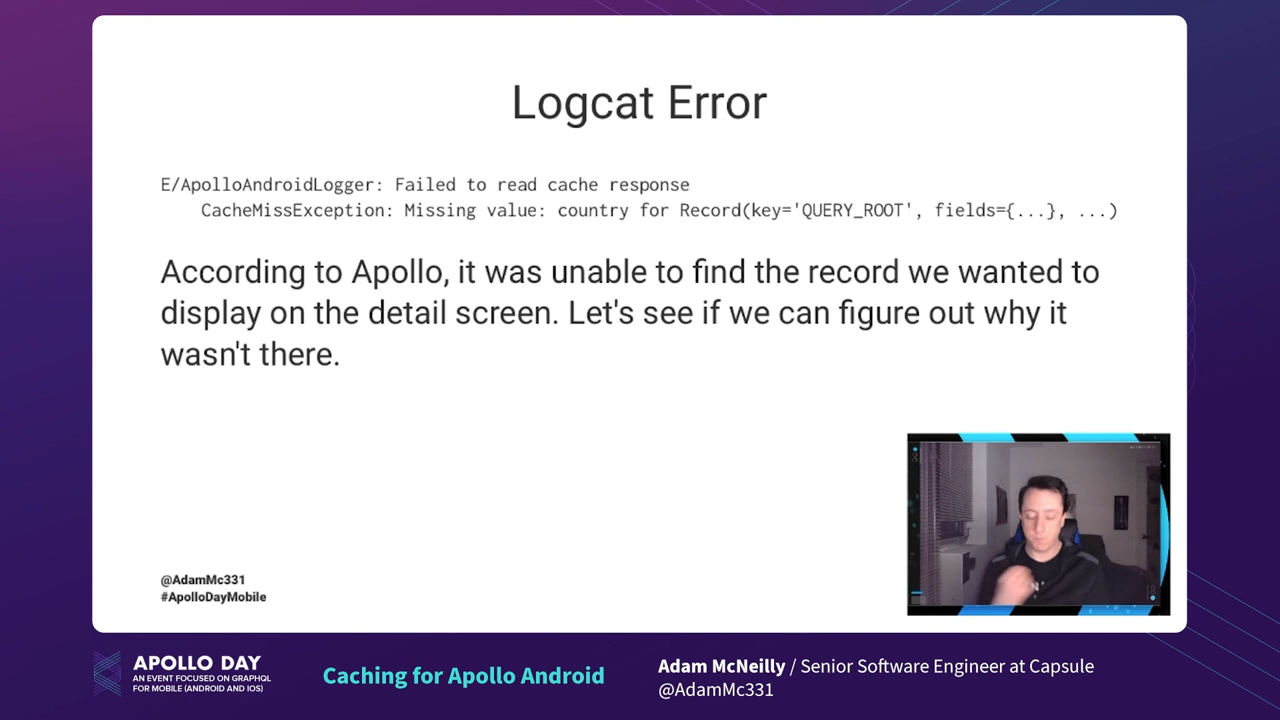 Logcat Error
E/ApolloAndroidLogger: Failed to read cache response
CacheMissException: Missing value: country for Record(key='QUERY_ROOT', fields={...}, ...)
According to Apollo, it was unable to find the record we wanted to
display on the detail screen. Let's see if we can figure out why it
wasn't there.
@AdamMc331
#ApolloDayMobile
APOLLO DAY
AN EVENT FOCUSED ON GRAPHQL
FOR MOBILE (ANDROID AND IOS)
Caching for Apollo Android
Adam McNeilly / Senior Software Engineer at Capsule
@AdamMc331